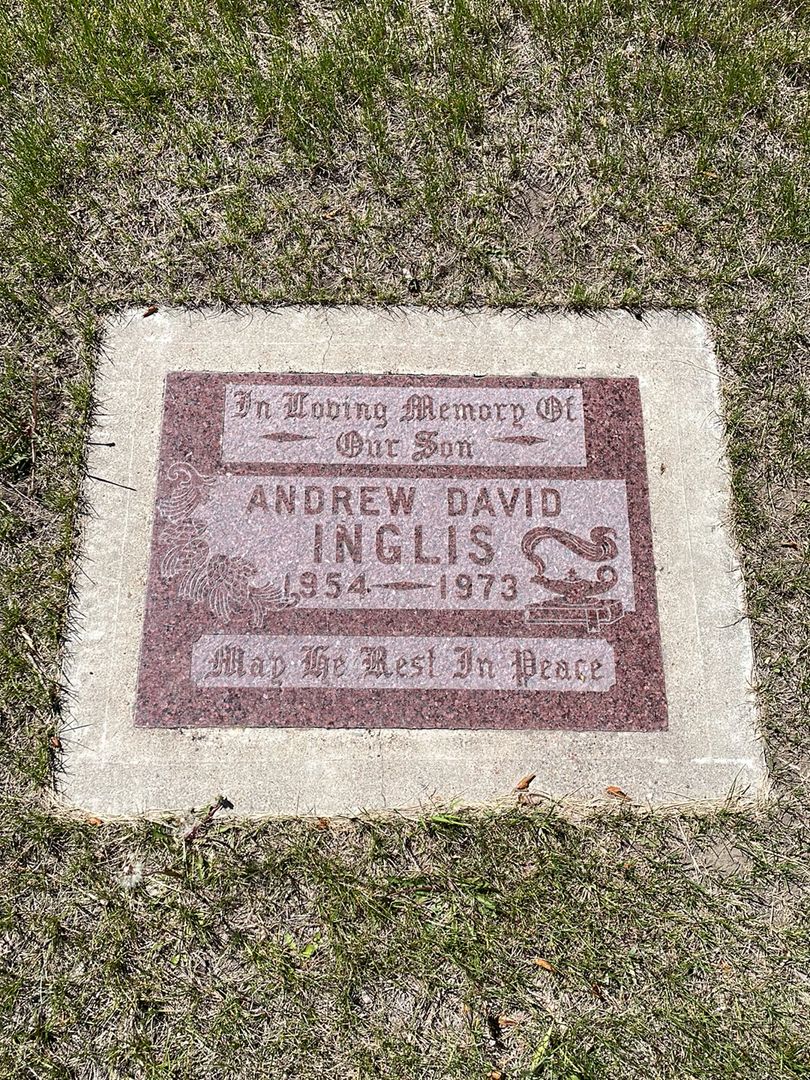 In Loving Memory Of
Our Son
ANDREW DAVID
INGLIS
1954-1973
May He Rest In Peace